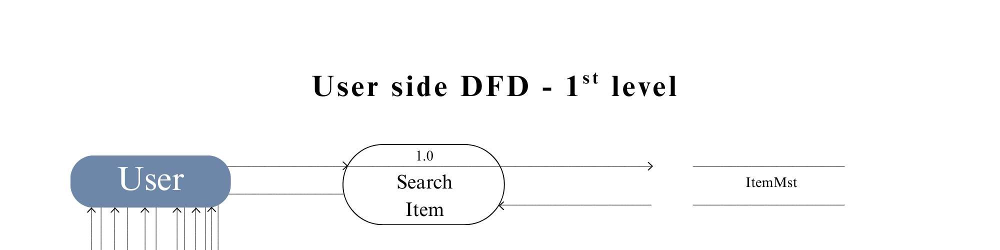 User side DFD - 1st level
User
1.0
Search
Item
ItemMst